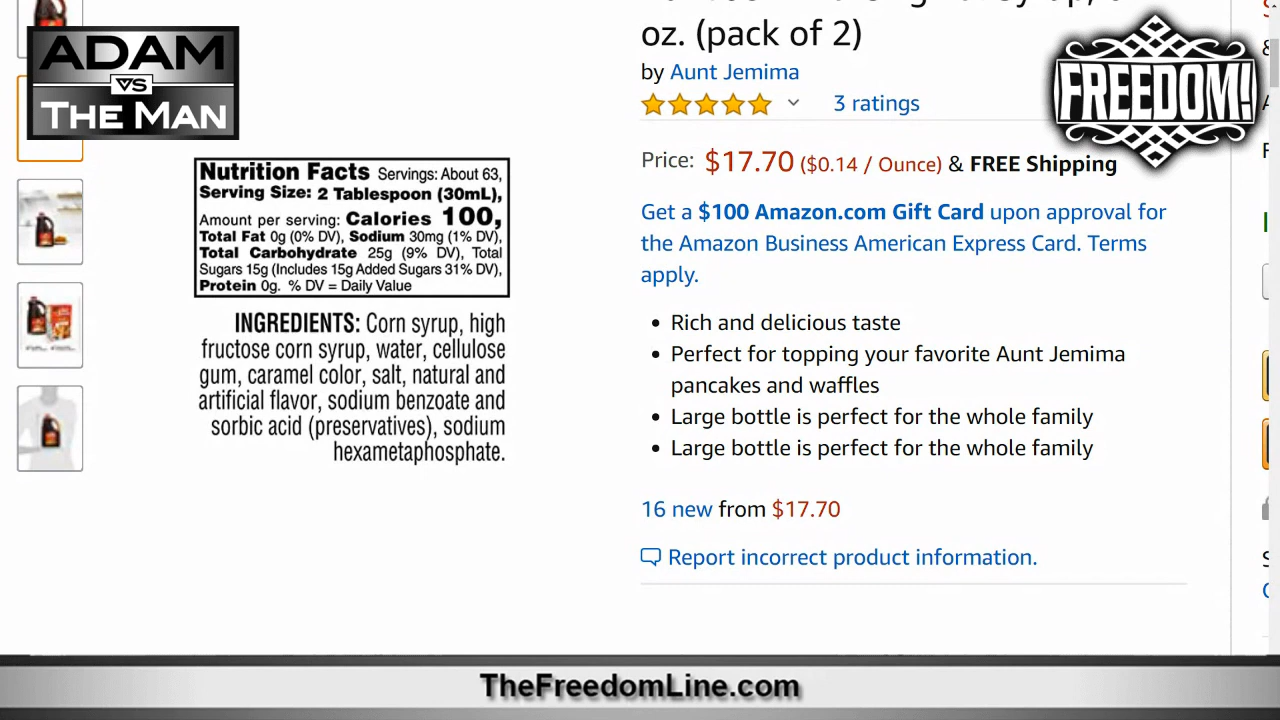 ADAM
VS
THE MAN
FREEDOM!
oz. (pack of 2)
by Aunt Jemima
3 ratings
Price: $17.70 ($0.14 / Ounce) & FREE Shipping
Get a $100 Amazon.com Gift Card upon approval for
the Amazon Business American Express Card. Terms
apply.
• Rich and delicious taste
• Perfect for topping your favorite Aunt Jemima
pancakes and waffles
• Large bottle is perfect for the whole family
• Large bottle is perfect for the whole family
16 new from $17.70
Report incorrect product information.
Nutrition Facts Servings: About 63,
Serving Size: 2 Tablespoon (30mL),
Amount per serving: Calories 100,
Total Fat 0g (0% DV), Sodium 30mg (1% DV),
Total Carbohydrate 25g (9% DV), Total
Sugars 15g (Includes 15g Added Sugars 31% DV),
Protein 0g. % DV = Daily Value
INGREDIENTS: Corn syrup, high
fructose corn syrup, water, cellulose
gum, caramel color, salt, natural and
artificial flavor, sodium benzoate and
sorbic acid (preservatives), sodium
hexametaphosphate.
TheFreedomLine.com